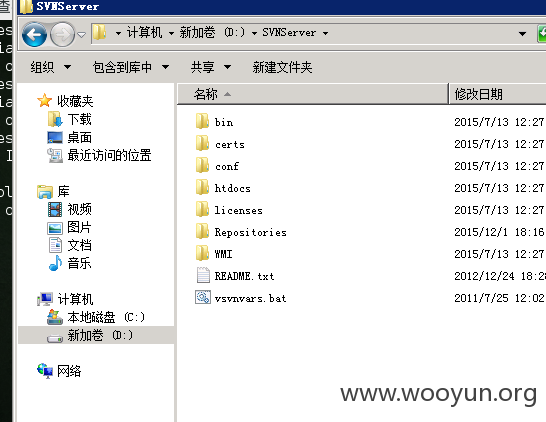 查
SVNServer
计算机 新加卷 (D:) SVNServer
组织 包含到库中 共享 新建文件夹
收藏夹
下载
桌面
最近访问的位置
库
视频
图片
文档
音乐
计算机
本地磁盘 (C:)
新加卷 (D:)
网络
名称 修改日期
bin 2015/7/13 12:27
certs 2015/7/13 12:27
conf 2015/7/13 12:27
htdocs 2015/7/13 12:27
licenses 2015/7/13 12:27
Repositories 2015/12/1 18:16
WMI 2015/7/13 12:27
README.txt 2012/12/24 18:28
vsvnvars.bat 2011/7/25 12:02
www.wooyun.org